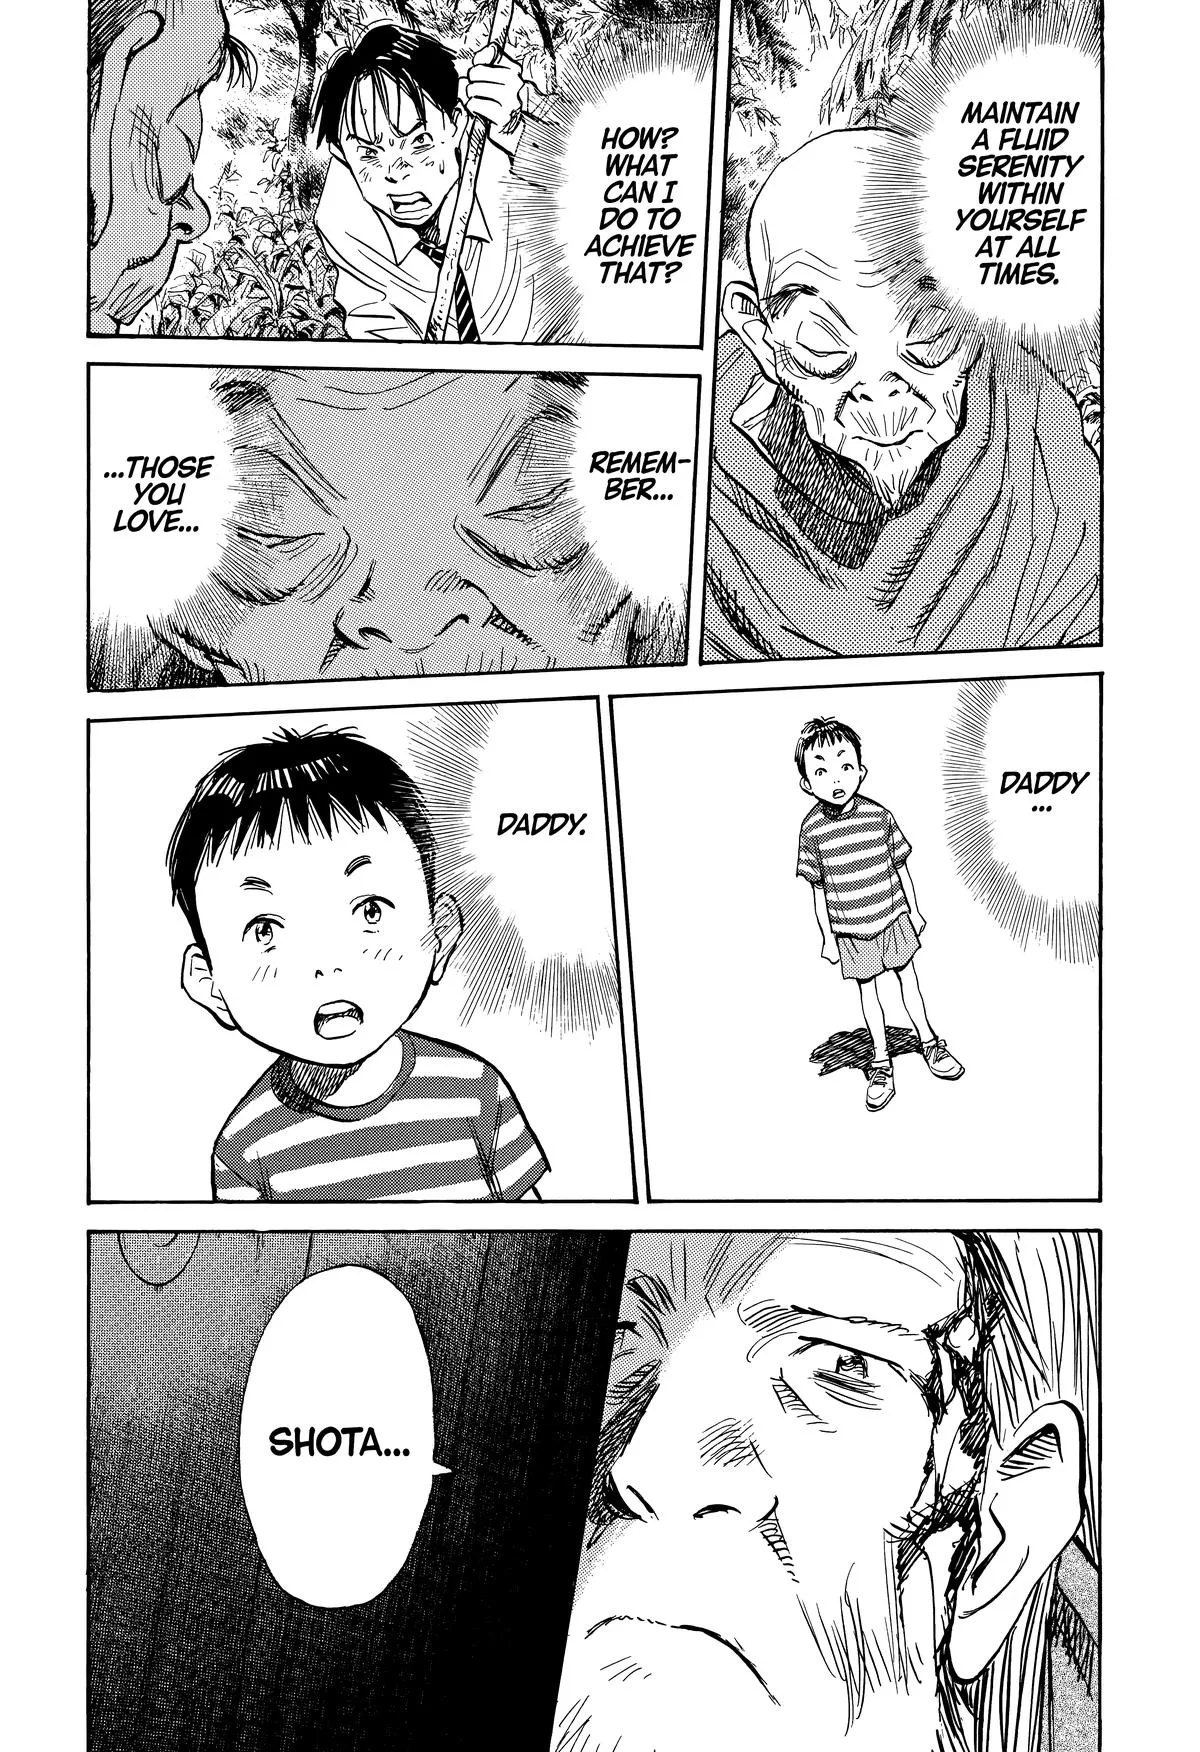 MAINTAIN
A FLUID
SERENITY
WITHIN
YOURSELF
AT ALL
TIMES.
HOW?
WHAT
CAN I
DO TO
ACHIEVE
THAT?
REMEM-
BER...
...THOSE
YOU
LOVE...
DADDY
...
DADDY.
SHOTA...